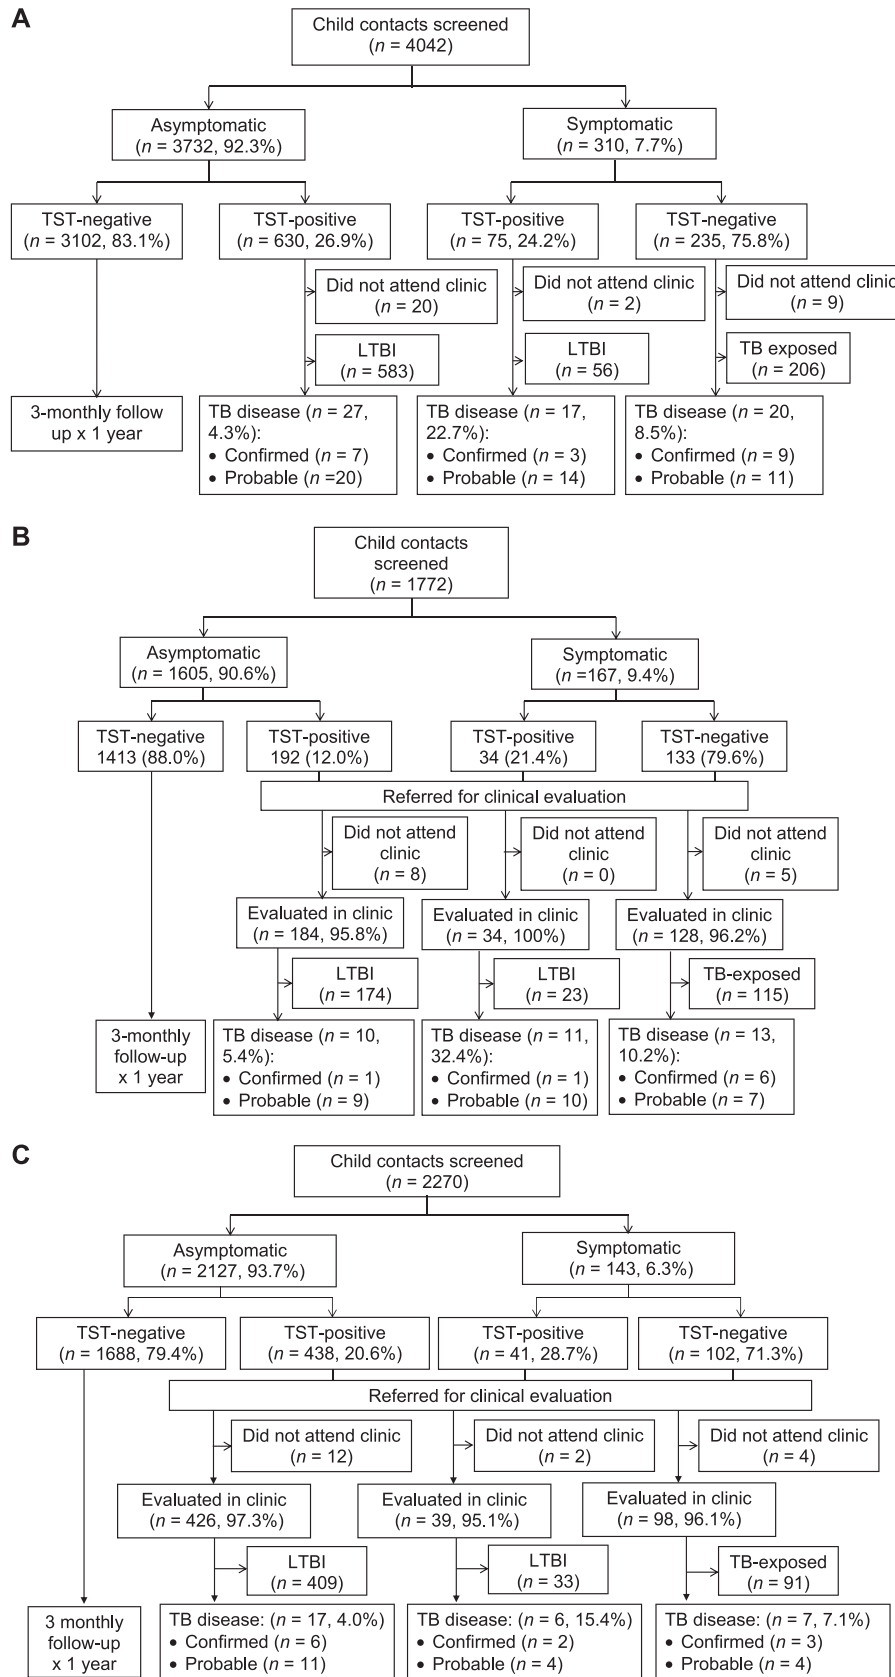 A
Child contacts screened
(n = 4042)
Asymptomatic
(n = 3732, 92.3%)
Symptomatic
(n = 310, 7.7%)
TST-negative
(n = 3102, 83.1%)
TST-positive
(n = 630, 26.9%)
TST-positive
(n = 75, 24.2%)
TST-negative
(n = 235, 75.8%)
Did not attend clinic
(n = 20)
Did not attend clinic
(n = 2)
Did not attend clinic
(n = 9)
LTBI
(n = 583)
LTBI
(n = 56)
TB exposed
(n = 206)
3-monthly follow
up x 1 year
TB disease (n = 27,
4.3%):
• Confirmed (n = 7)
• Probable (n =20)
TB disease (n = 17,
22.7%):
• Confirmed (n = 3)
• Probable (n = 14)
TB disease (n = 20,
8.5%):
• Confirmed (n = 9)
• Probable (n = 11)
B
Child contacts
screened
(n = 1772)
Asymptomatic
(n = 1605, 90.6%)
Symptomatic
(n =167, 9.4%)
TST-negative
1413 (88.0%)
TST-positive
192 (12.0%)
TST-positive
34 (21.4%)
TST-negative
133 (79.6%)
Referred for clinical evaluation
Did not attend
clinic
(n = 8)
Did not attend
clinic
(n = 0)
Did not attend
clinic
(n = 5)
Evaluated in clinic
(n = 184, 95.8%)
Evaluated in clinic
(n = 34, 100%)
Evaluated in clinic
(n = 128, 96.2%)
LTBI
(n = 174)
LTBI
(n = 23)
TB-exposed
(n = 115)
3-monthly
follow-up
x 1 year
TB disease (n = 10,
5.4%):
• Confirmed (n = 1)
• Probable (n = 9)
TB disease (n = 11,
32.4%):
• Confirmed (n = 1)
• Probable (n = 10)
TB disease (n = 13,
10.2%):
• Confirmed (n = 6)
• Probable (n = 7)
C
Child contacts screened
(n = 2270)
Asymptomatic
(n = 2127, 93.7%)
Symptomatic
(n = 143, 6.3%)
TST-negative
(n = 1688, 79.4%)
TST-positive
(n = 438, 20.6%)
TST-positive
(n = 41, 28.7%)
TST-negative
(n = 102, 71.3%)
Referred for clinical evaluation
Did not attend clinic
(n = 12)
Did not attend clinic
(n = 2)
Did not attend clinic
(n = 4)
Evaluated in clinic
(n = 426, 97.3%)
Evaluated in clinic
(n = 39, 95.1%)
Evaluated in clinic
(n = 98, 96.1%)
LTBI
(n = 409)
LTBI
(n = 33)
TB-exposed
(n = 91)
3 monthly
follow-up
x 1 year
TB disease: (n = 17, 4.0%)
• Confirmed (n = 6)
• Probable (n = 11)
TB disease: (n = 6, 15.4%)
• Confirmed (n = 2)
• Probable (n = 4)
TB disease: (n = 7, 7.1%)
• Confirmed (n = 3)
• Probable (n = 4)